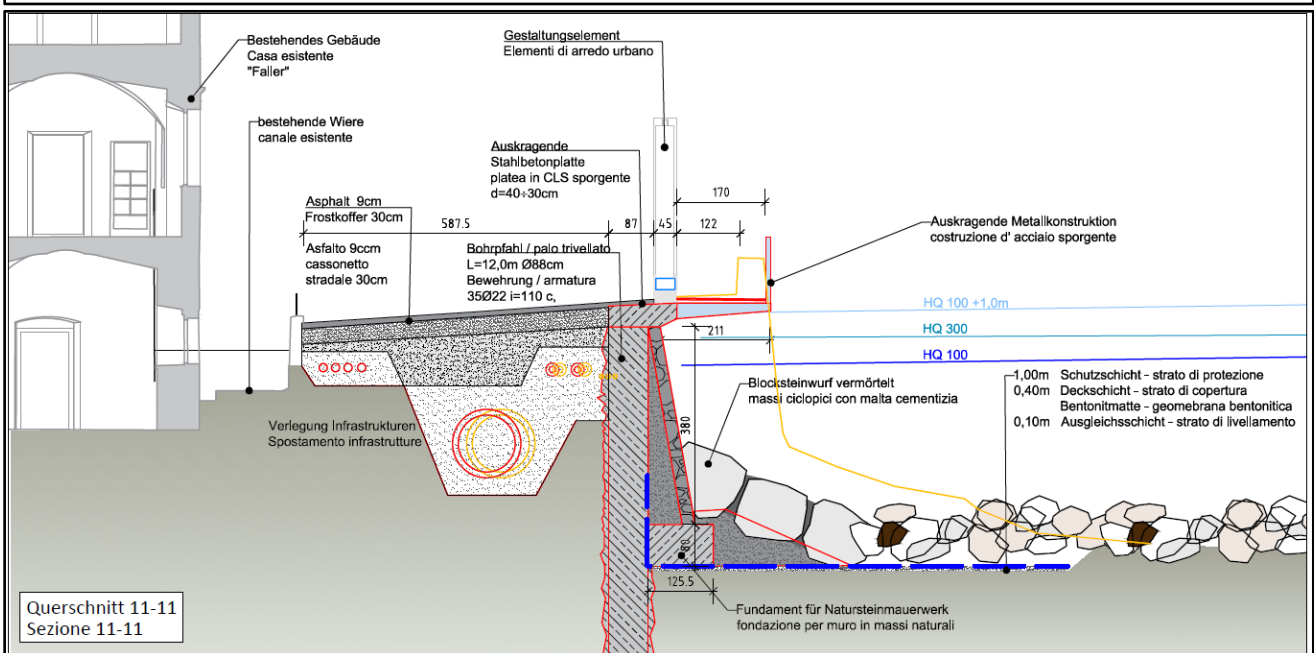 Bestehendes Gebäude
Casa esistente
"Faller"
bestehende Wiere
canale esistente
Gestaltungselement
Elementi di arredo urbano
Auskragende
Stahlbetonplatte
platea in CLS sporgente
d=40÷30cm
Asphalt 9cm
Frostkoffer 30cm
Asfalto 9ccm
cassonetto
stradale 30cm
587.5
87
45
122
170
Bohrpfahl / palo trivellato
L=12,0m Ø88cm
Bewehrung / armatura
35Ø22 i=110 c,
Auskragende Metallkonstruktion
costruzione d' acciaio sporgente
HQ 100 +1,0m
HQ 300
HQ 100
211
380
80
125.5
Blocksteinwurf vermörtelt
massi ciclopici con malta cementizia
1,00m Schutzschicht - strato di protezione
0,40m Deckschicht - strato di copertura
Bentonitmatte - geomebrana bentonitica
0,10m Ausgleichsschicht - strato di livellamento
Verlegung Infrastrukturen
Spostamento infrastrutture
Fundament für Natursteinmauerwerk
fondazione per muro in massi naturali
Querschnitt 11-11
Sezione 11-11